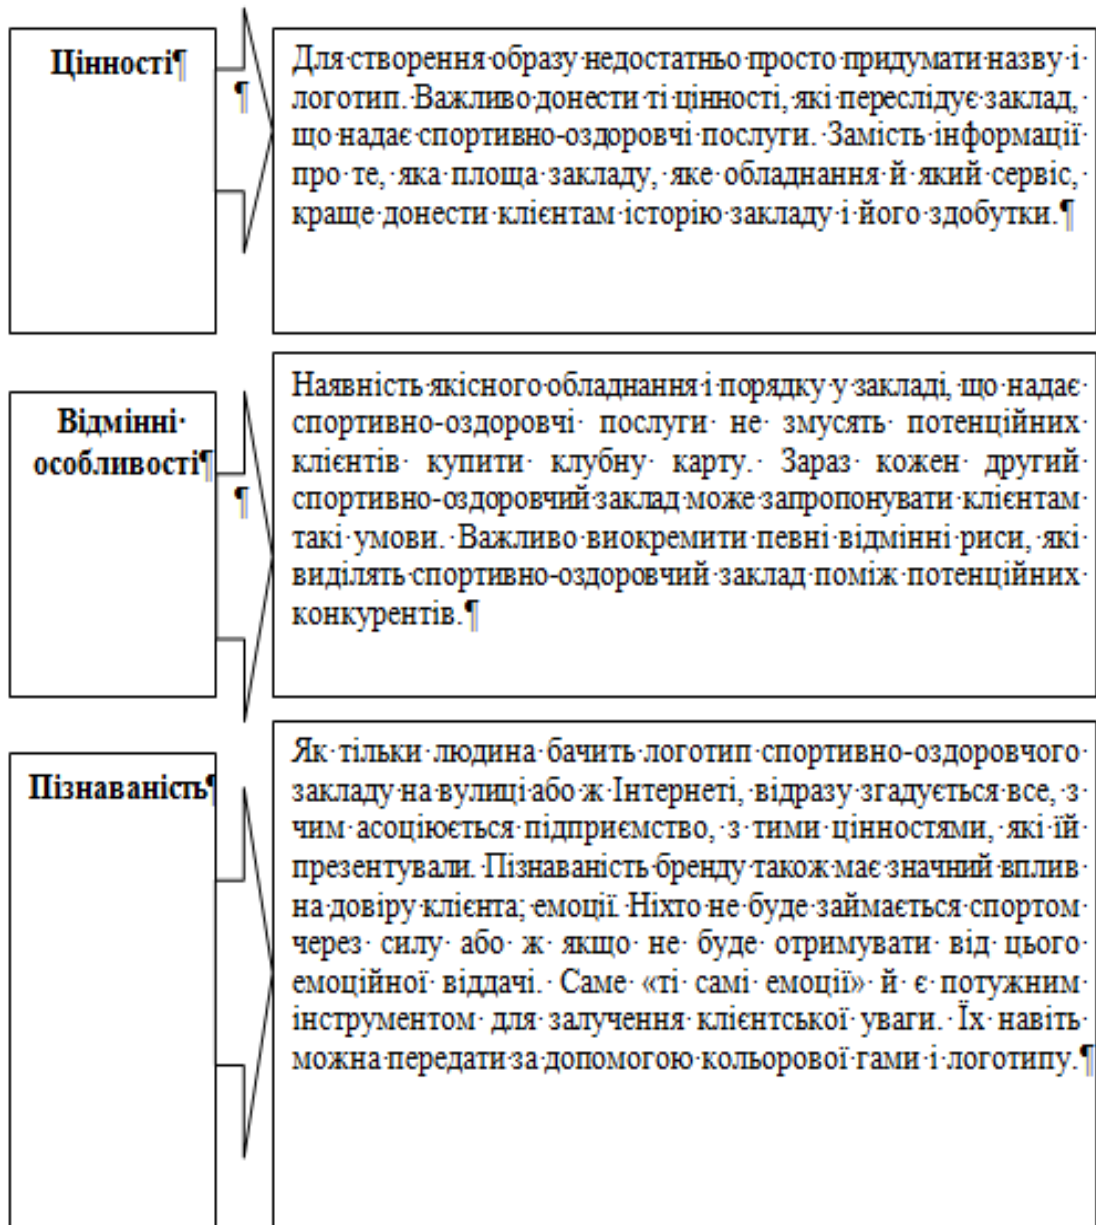 Цінності¶
¶
Для створення образу недостатньо просто придумати назву і
логотип. Важливо донести ті цінності, які переслідує заклад,
що надає спортивно-оздоровчі послуги. Замість інформації
про те, яка площа закладу, яке обладнання й який сервіс,
краще донести клієнтам історію закладу і його здобутки.¶
Відмінні
особливості¶
¶
Наявність якісного обладнання і порядку у закладі, що надає
спортивно-оздоровчі послуги не змусять потенційних
клієнтів купити клубну карту. Зараз кожен другий
спортивно-оздоровчий заклад може запропонувати клієнтам
такі умови. Важливо виокремити певні відмінні риси, які
виділять спортивно-оздоровчий заклад поміж потенційних
конкурентів.¶
Пізнаваність¶
Як тільки людина бачить логотип спортивно-оздоровчого
закладу на вулиці або ж Інтернеті, відразу згадується все, з
чим асоціюється підприємство, з тими цінностями, які їй
презентували. Пізнаваність бренду також має значний вплив
на довіру клієнта; емоції. Ніхто не буде займається спортом
через силу або ж якщо не буде отримувати від цього
емоційної віддачі. Саме «ті самі емоції» й є потужним
інструментом для залучення клієнтської уваги. Їх навіть
можна передати за допомогою кольорової гами і логотипу.¶